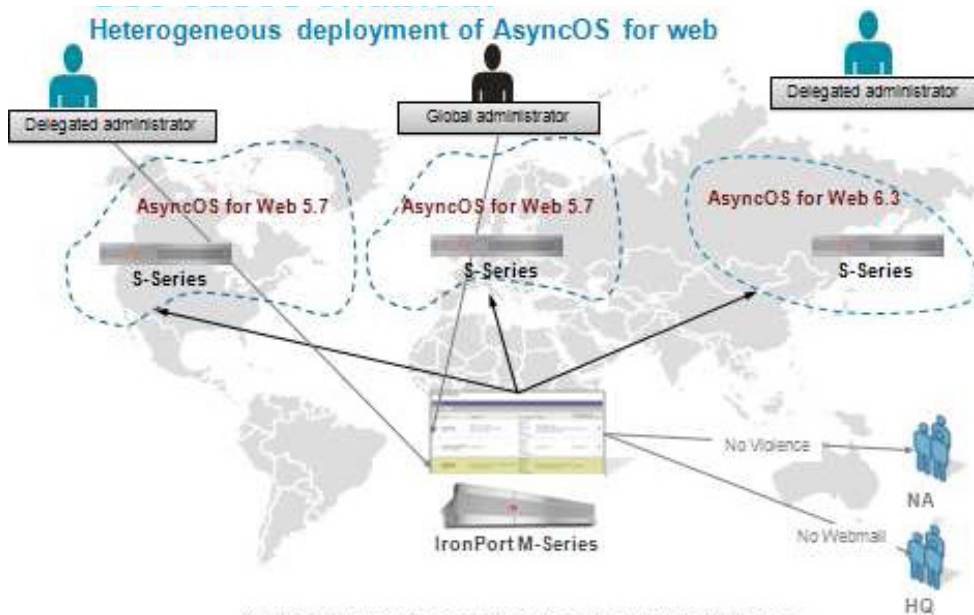 Heterogeneous deployment of AsyncOS for web
Delegated administrator
Global administrator
Delegated administrator
AsyncOS for Web 5.7
AsyncOS for Web 5.7
AsyncOS for Web 6.3
S-Series
S-Series
S-Series
No Violence
NA
IronPort M-Series
No Webmail
HQ